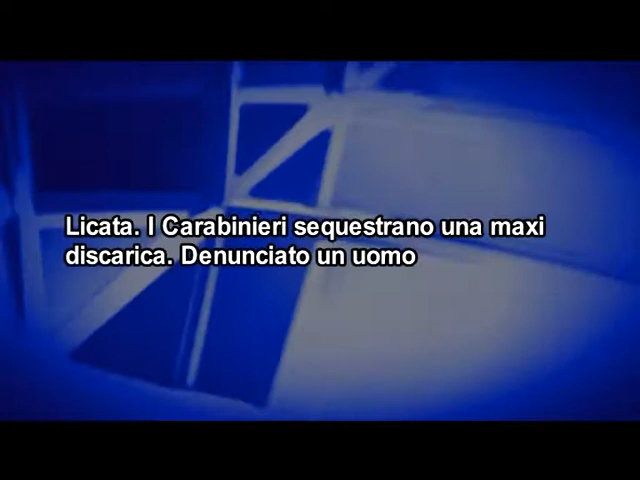 Licata. I Carabinieri sequestrano una maxi
discarica. Denunciato un uomo